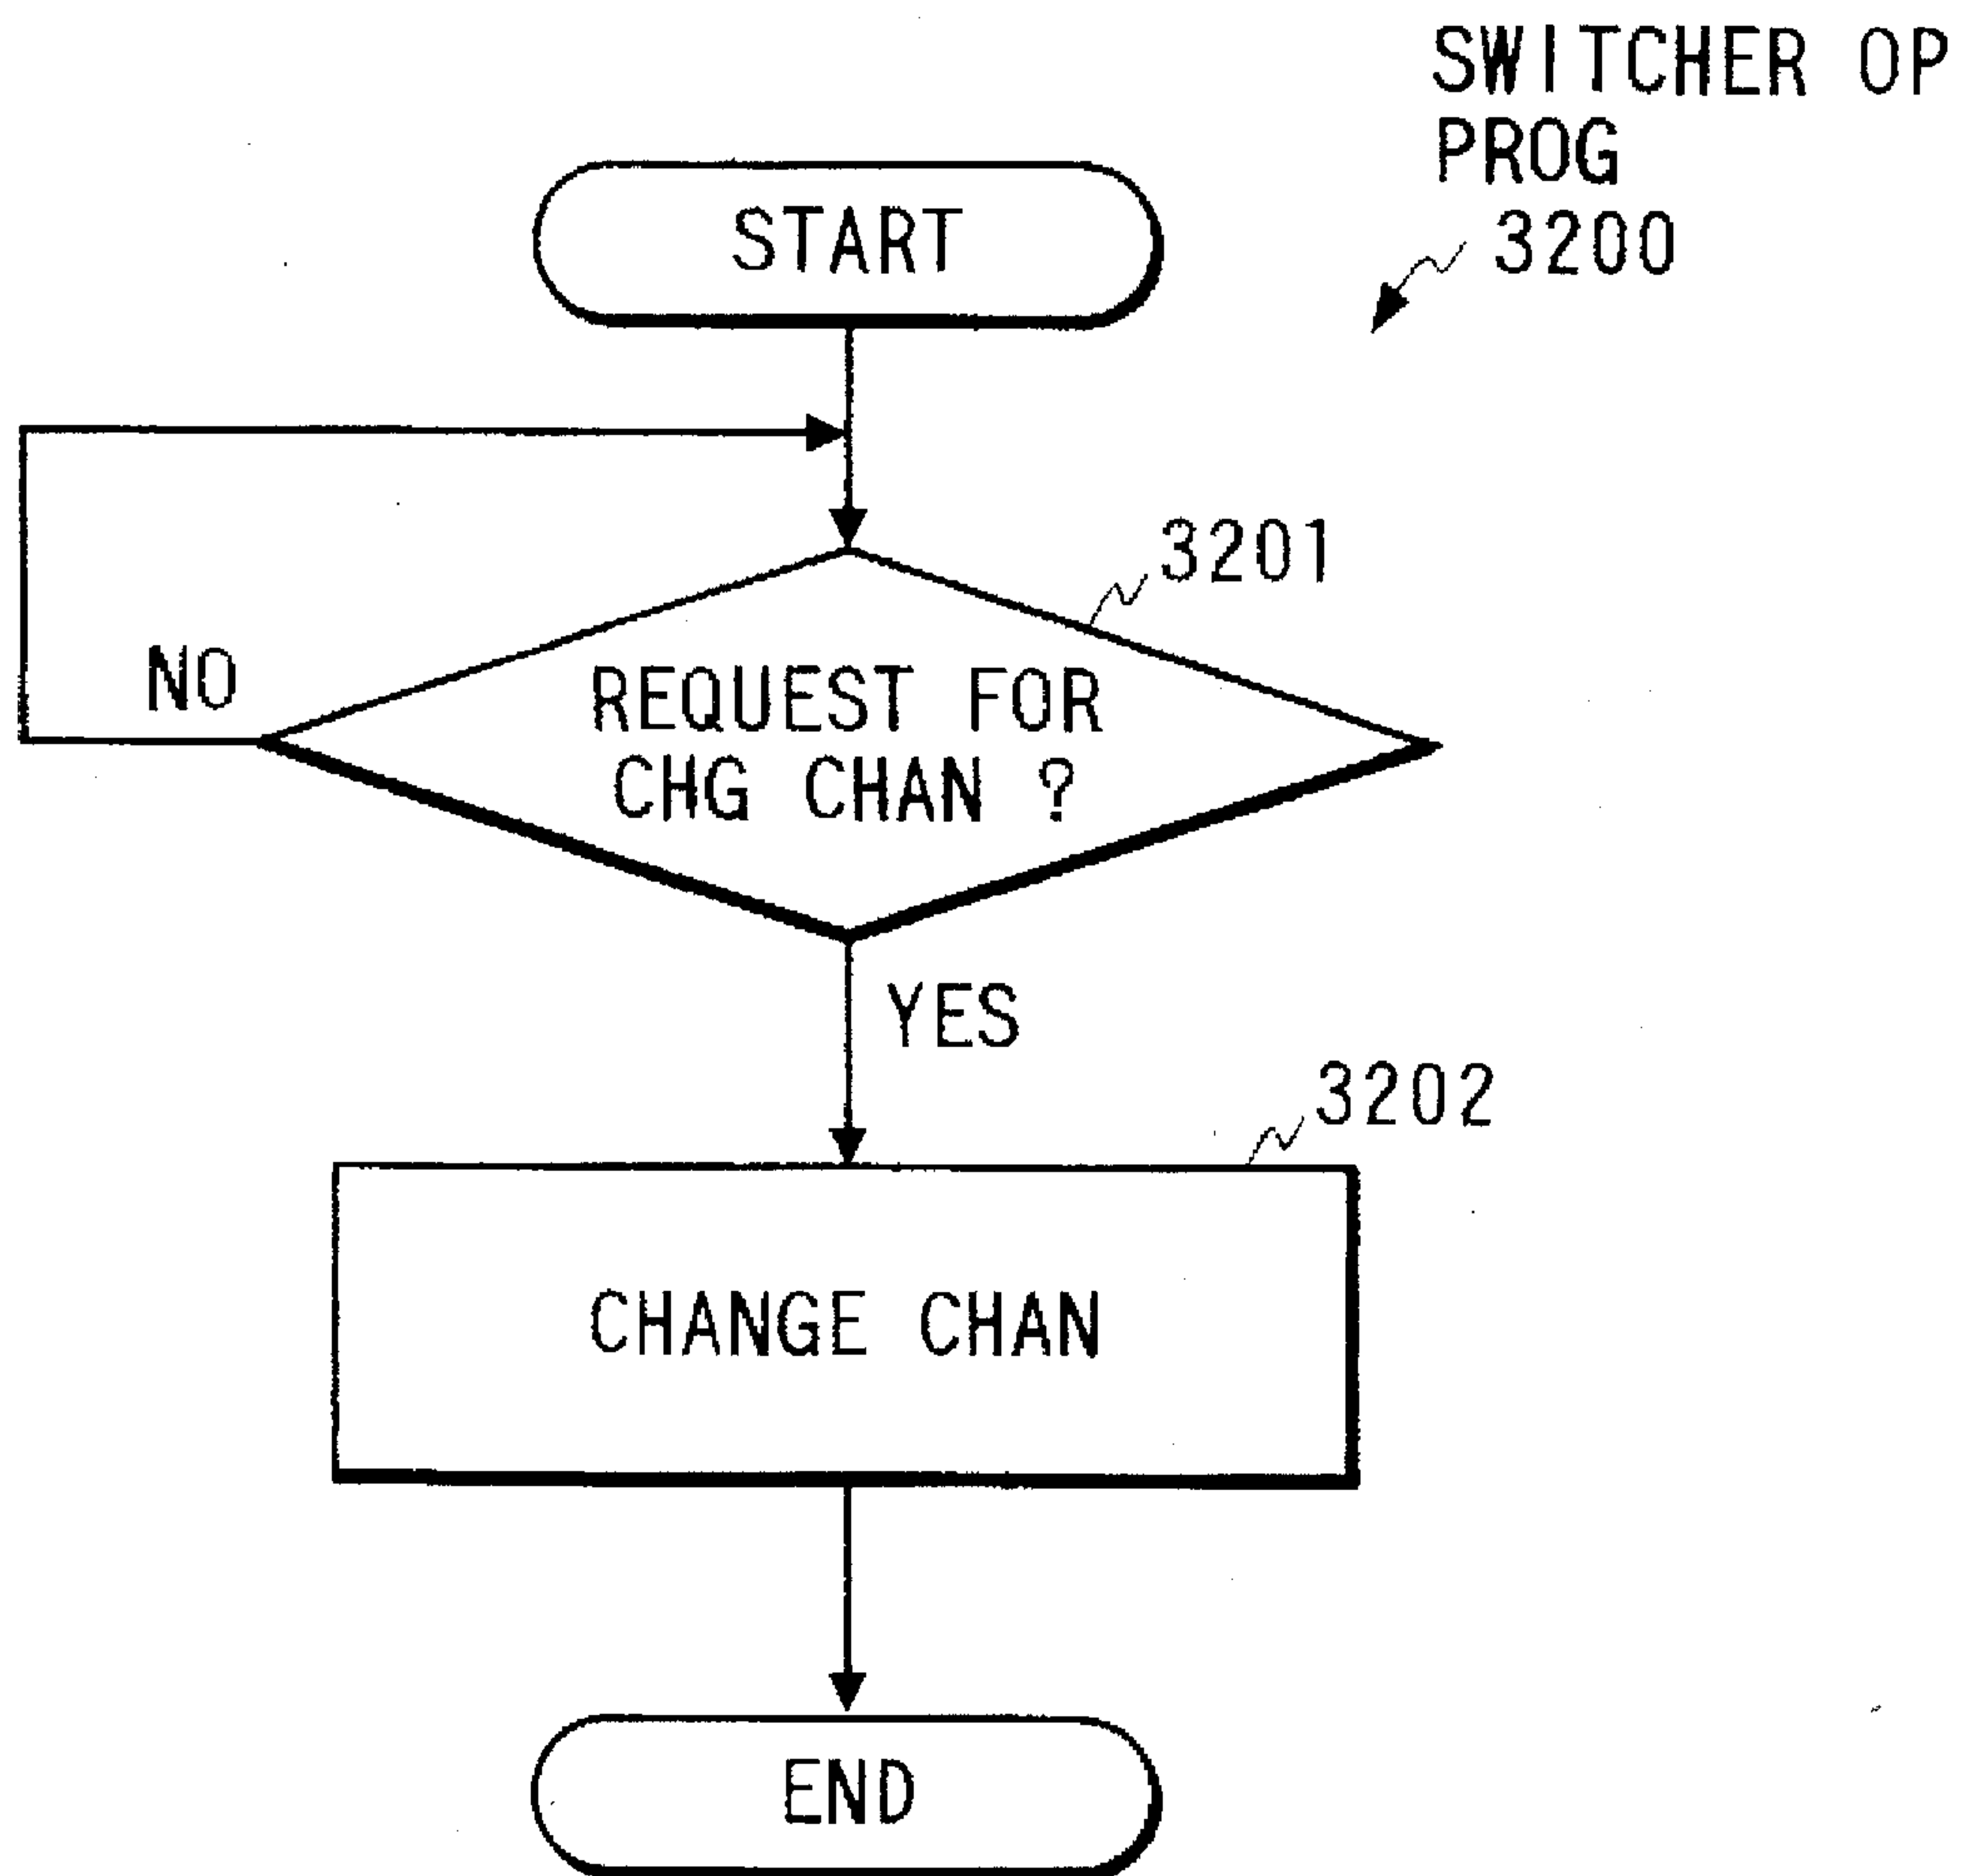 SWITCHER OP
PROG
3200
START
3201
NO
REQUEST FOR
CHG CHAN ?
YES
3202
CHANGE CHAN
END